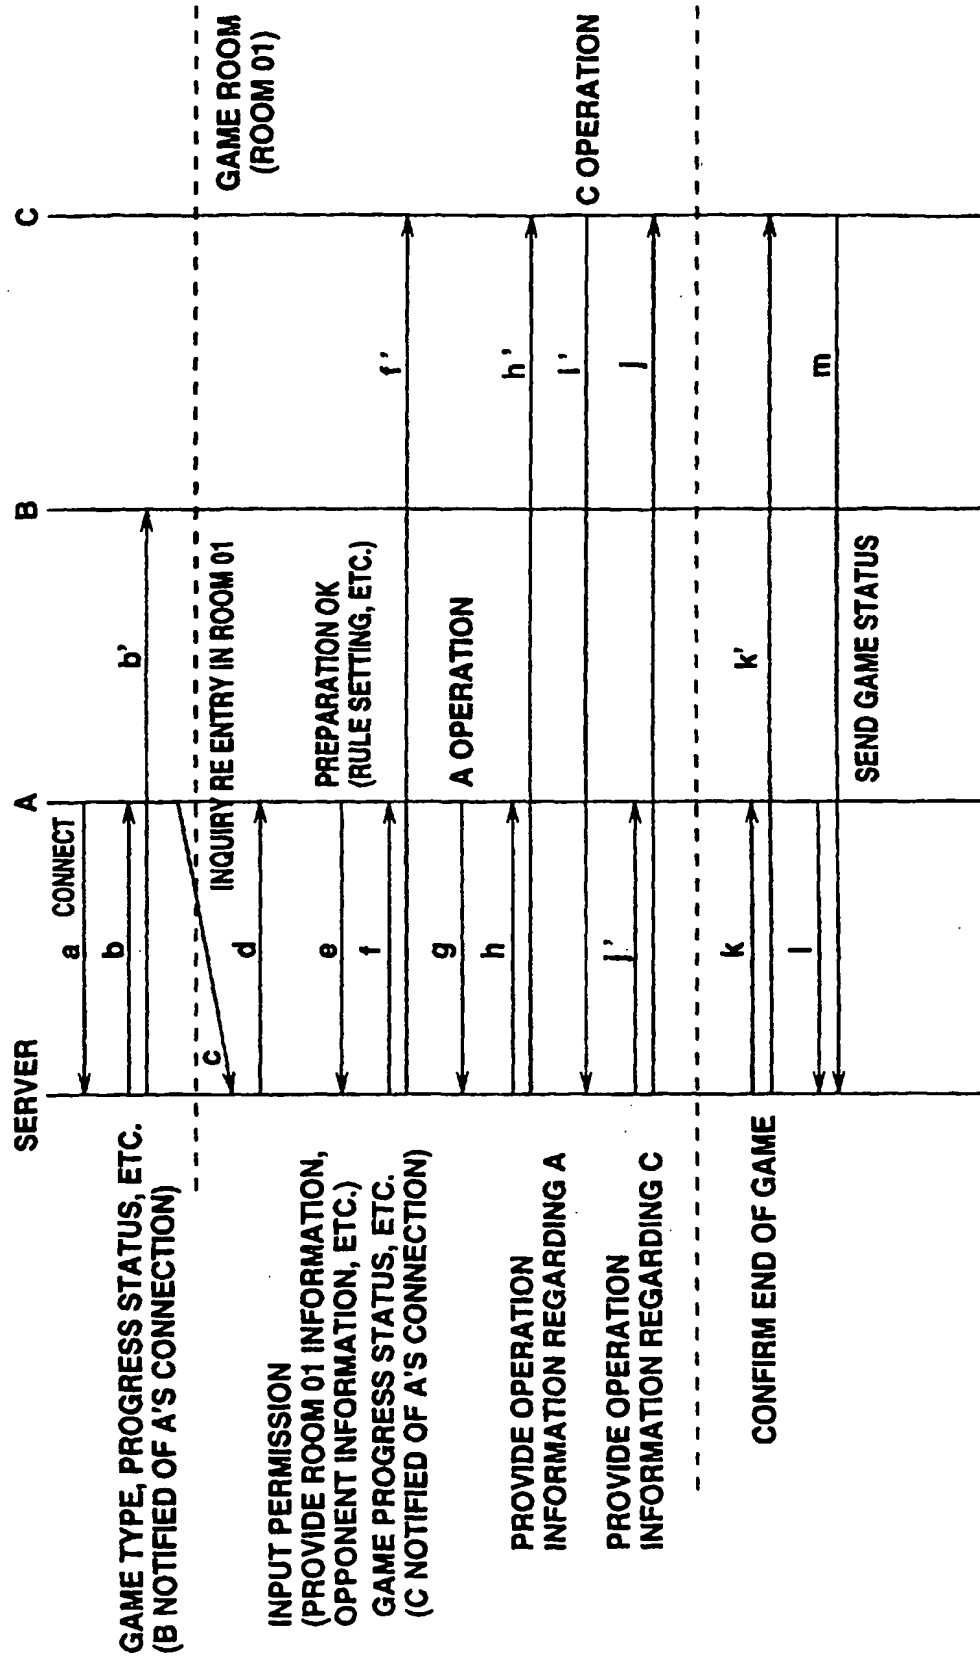 SERVER
A
B
C
CONNECT
a
b
b'
GAME TYPE, PROGRESS STATUS, ETC.
(B NOTIFIED OF A'S CONNECTION)
c
INQUIRY RE ENTRY IN ROOM 01
GAME ROOM
(ROOM 01)
d
INPUT PERMISSION
(PROVIDE ROOM 01 INFORMATION,
OPPONENT INFORMATION, ETC.)
e
PREPARATION OK
(RULE SETTING, ETC.)
f
f'
GAME PROGRESS STATUS, ETC.
(C NOTIFIED OF A'S CONNECTION)
g
A OPERATION
h
h'
PROVIDE OPERATION
INFORMATION REGARDING A
i'
C OPERATION
j'
j
PROVIDE OPERATION
INFORMATION REGARDING C
k
k'
CONFIRM END OF GAME
l
m
SEND GAME STATUS